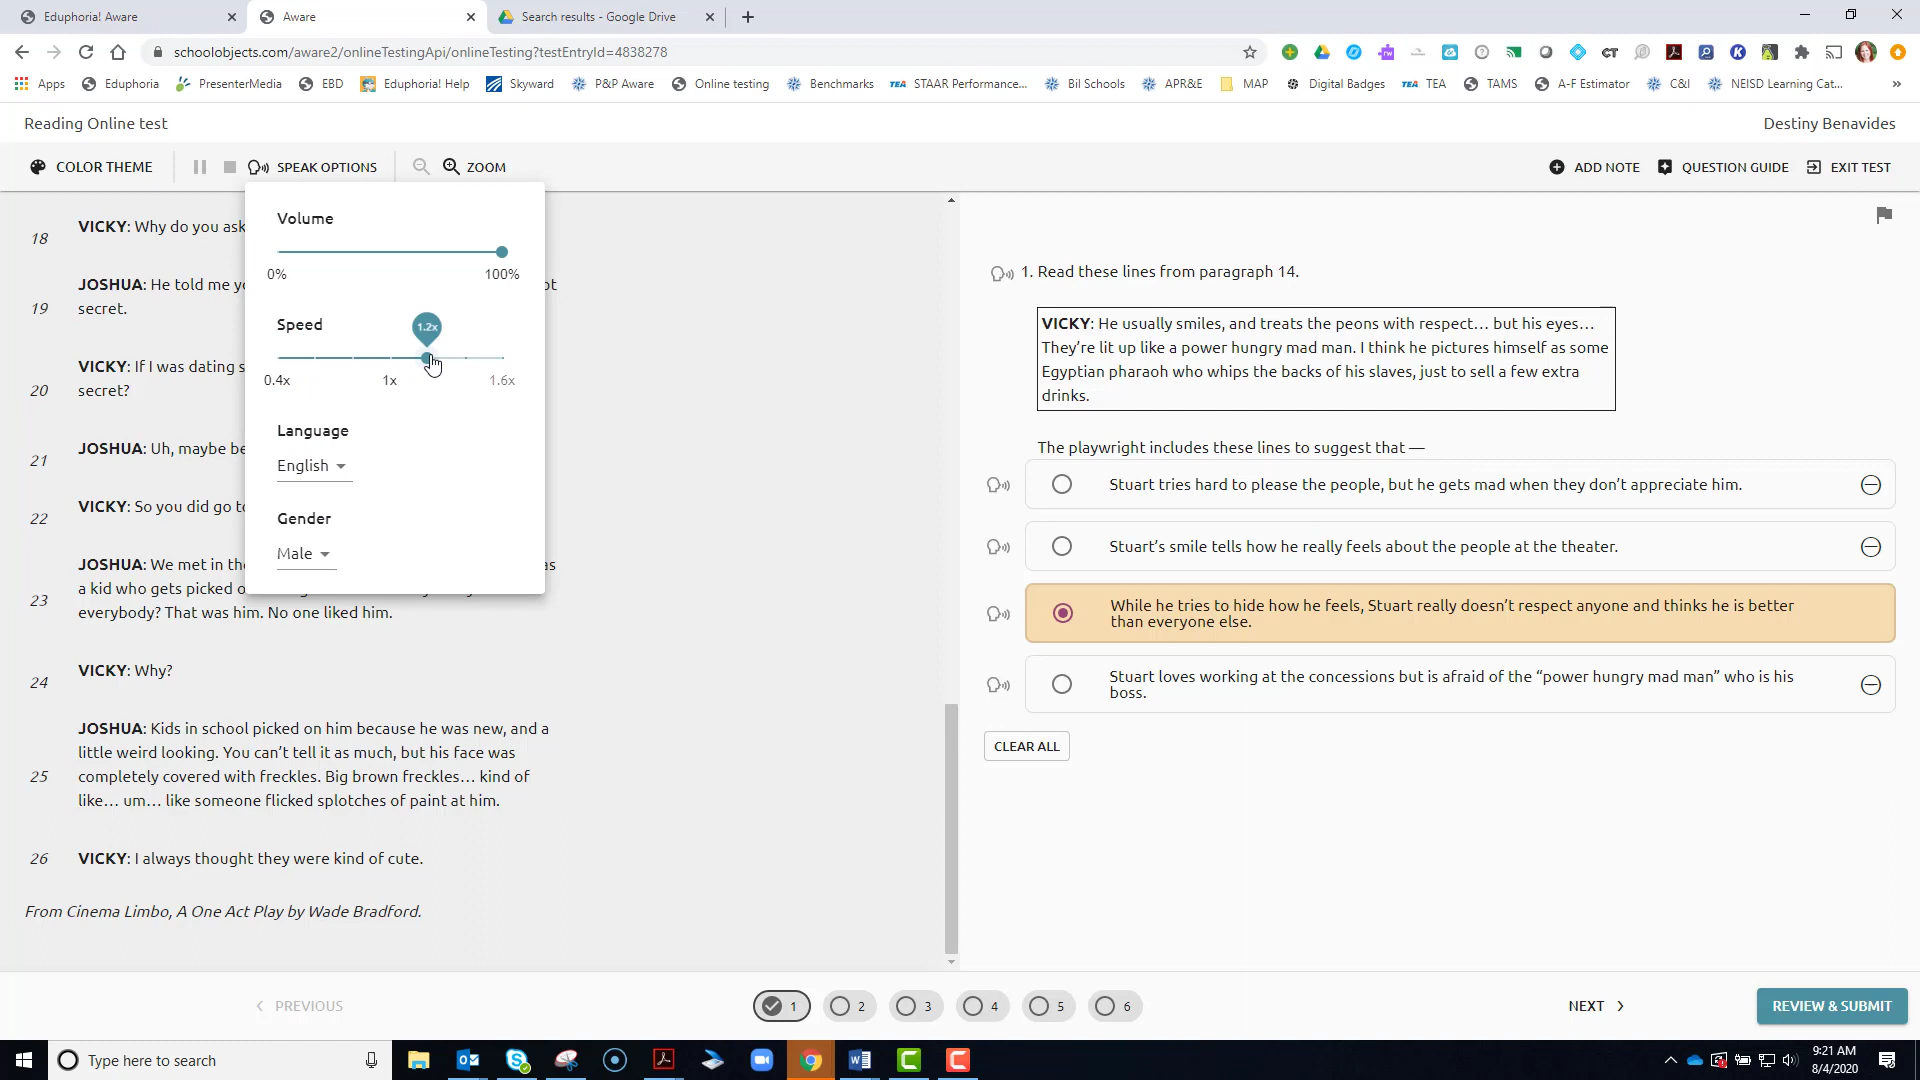 Eduphoria! Aware
Aware
Search results - Google Drive
schoolobjects.com/aware2/onlineTestingApi/onlineTesting?testEntryId=4838278
Apps Eduphoria PresenterMedia EBD Eduphoria! Help Skyward P&P Aware Online testing Benchmarks TEA STAAR Performance... Bil Schools APR&E MAP Digital Badges TEA TEA TAMS A-F Estimator C&I NEISD Learning Cat... »
Reading Online test
Destiny Benavides
COLOR THEME SPEAK OPTIONS ZOOM
ADD NOTE QUESTION GUIDE EXIT TEST
18 VICKY: Why do you ask
19 JOSHUA: He told me yo
ot
secret.
20 VICKY: If I was dating s
secret?
21 JOSHUA: Uh, maybe be
22 VICKY: So you did go to
23 JOSHUA: We met in the
as
a kid who gets picked o
everybody? That was him. No one liked him.
24 VICKY: Why?
25 JOSHUA: Kids in school picked on him because he was new, and a
little weird looking. You can't tell it as much, but his face was
completely covered with freckles. Big brown freckles... kind of
like... um... like someone flicked splotches of paint at him.
26 VICKY: I always thought they were kind of cute.
From Cinema Limbo, A One Act Play by Wade Bradford.
Volume
0% 100%
Speed
1.2x
0.4x 1x 1.6x
Language
English
Gender
Male
1. Read these lines from paragraph 14.
VICKY: He usually smiles, and treats the peons with respect... but his eyes...
They're lit up like a power hungry mad man. I think he pictures himself as some
Egyptian pharaoh who whips the backs of his slaves, just to sell a few extra
drinks.
The playwright includes these lines to suggest that —
Stuart tries hard to please the people, but he gets mad when they don't appreciate him.
Stuart's smile tells how he really feels about the people at the theater.
While he tries to hide how he feels, Stuart really doesn't respect anyone and thinks he is better
than everyone else.
Stuart loves working at the concessions but is afraid of the “power hungry mad man” who is his
boss.
CLEAR ALL
PREVIOUS
1 2 3 4 5 6
NEXT
REVIEW & SUBMIT
Type here to search
9:21 AM
8/4/2020